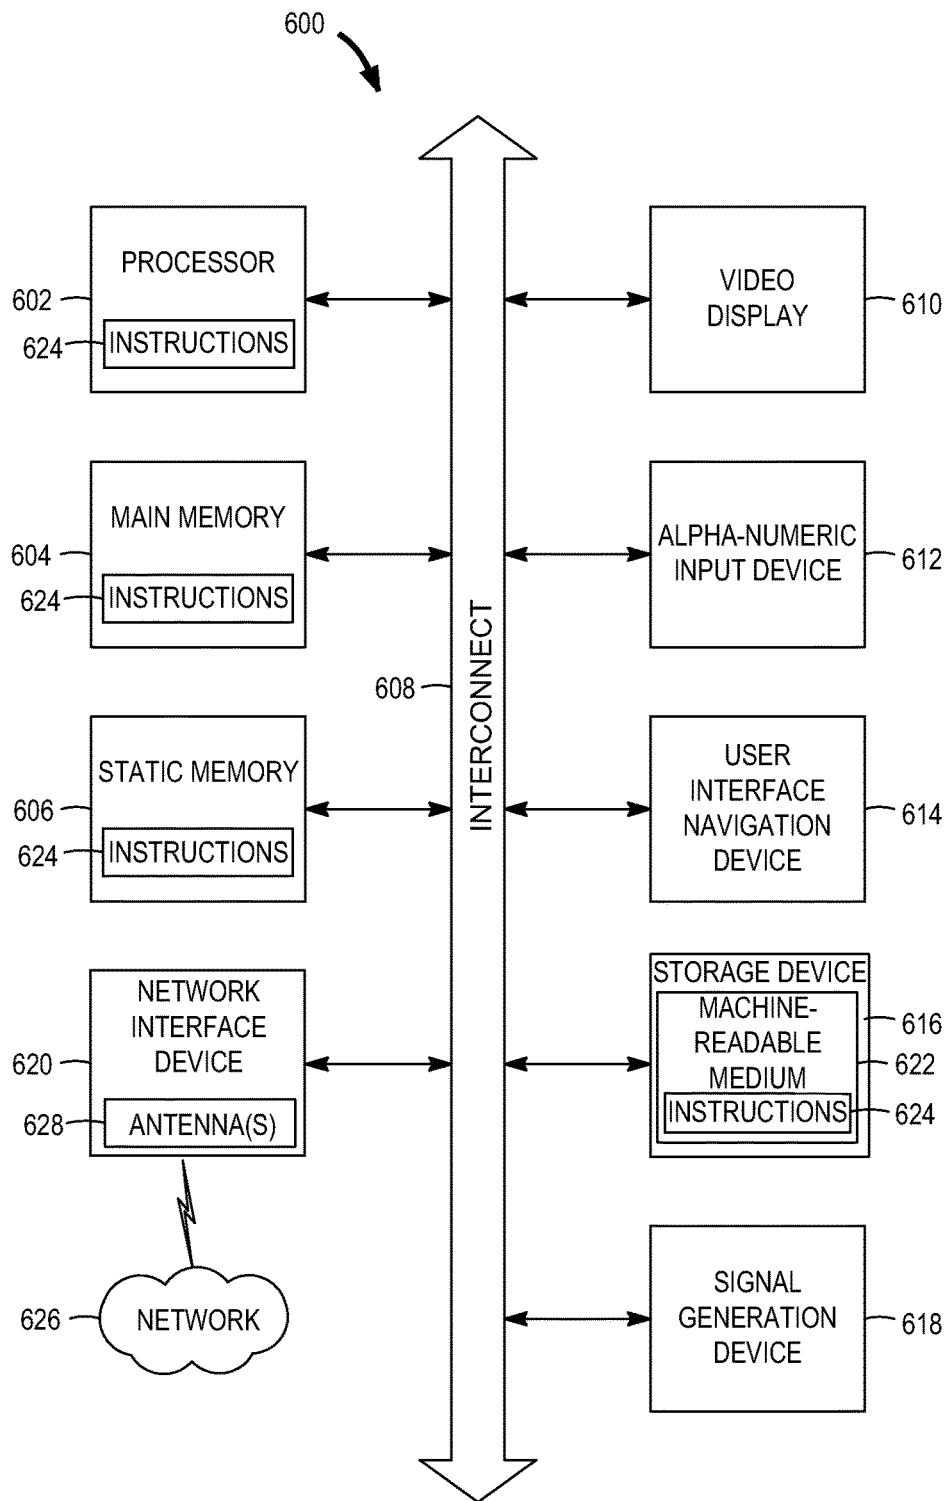 600
PROCESSOR
602
624
INSTRUCTIONS
VIDEO
DISPLAY
610
MAIN MEMORY
604
624
INSTRUCTIONS
ALPHA-NUMERIC
INPUT DEVICE
612
608
INTERCONNECT
STATIC MEMORY
606
624
INSTRUCTIONS
USER
INTERFACE
NAVIGATION
DEVICE
614
NETWORK
INTERFACE
DEVICE
620
628
ANTENNA(S)
STORAGE DEVICE
MACHINE-
READABLE
MEDIUM
INSTRUCTIONS
616
622
624
626
NETWORK
SIGNAL
GENERATION
DEVICE
618